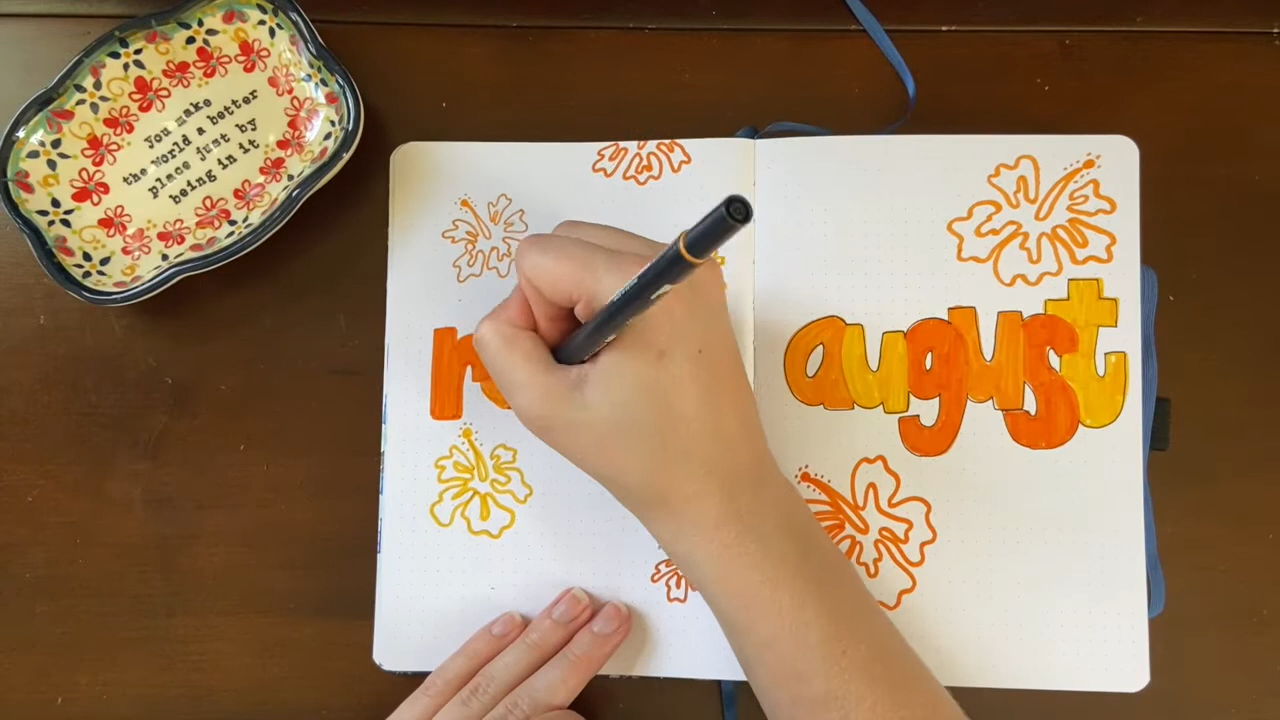 you make
the world a better
place just by
being in it
august